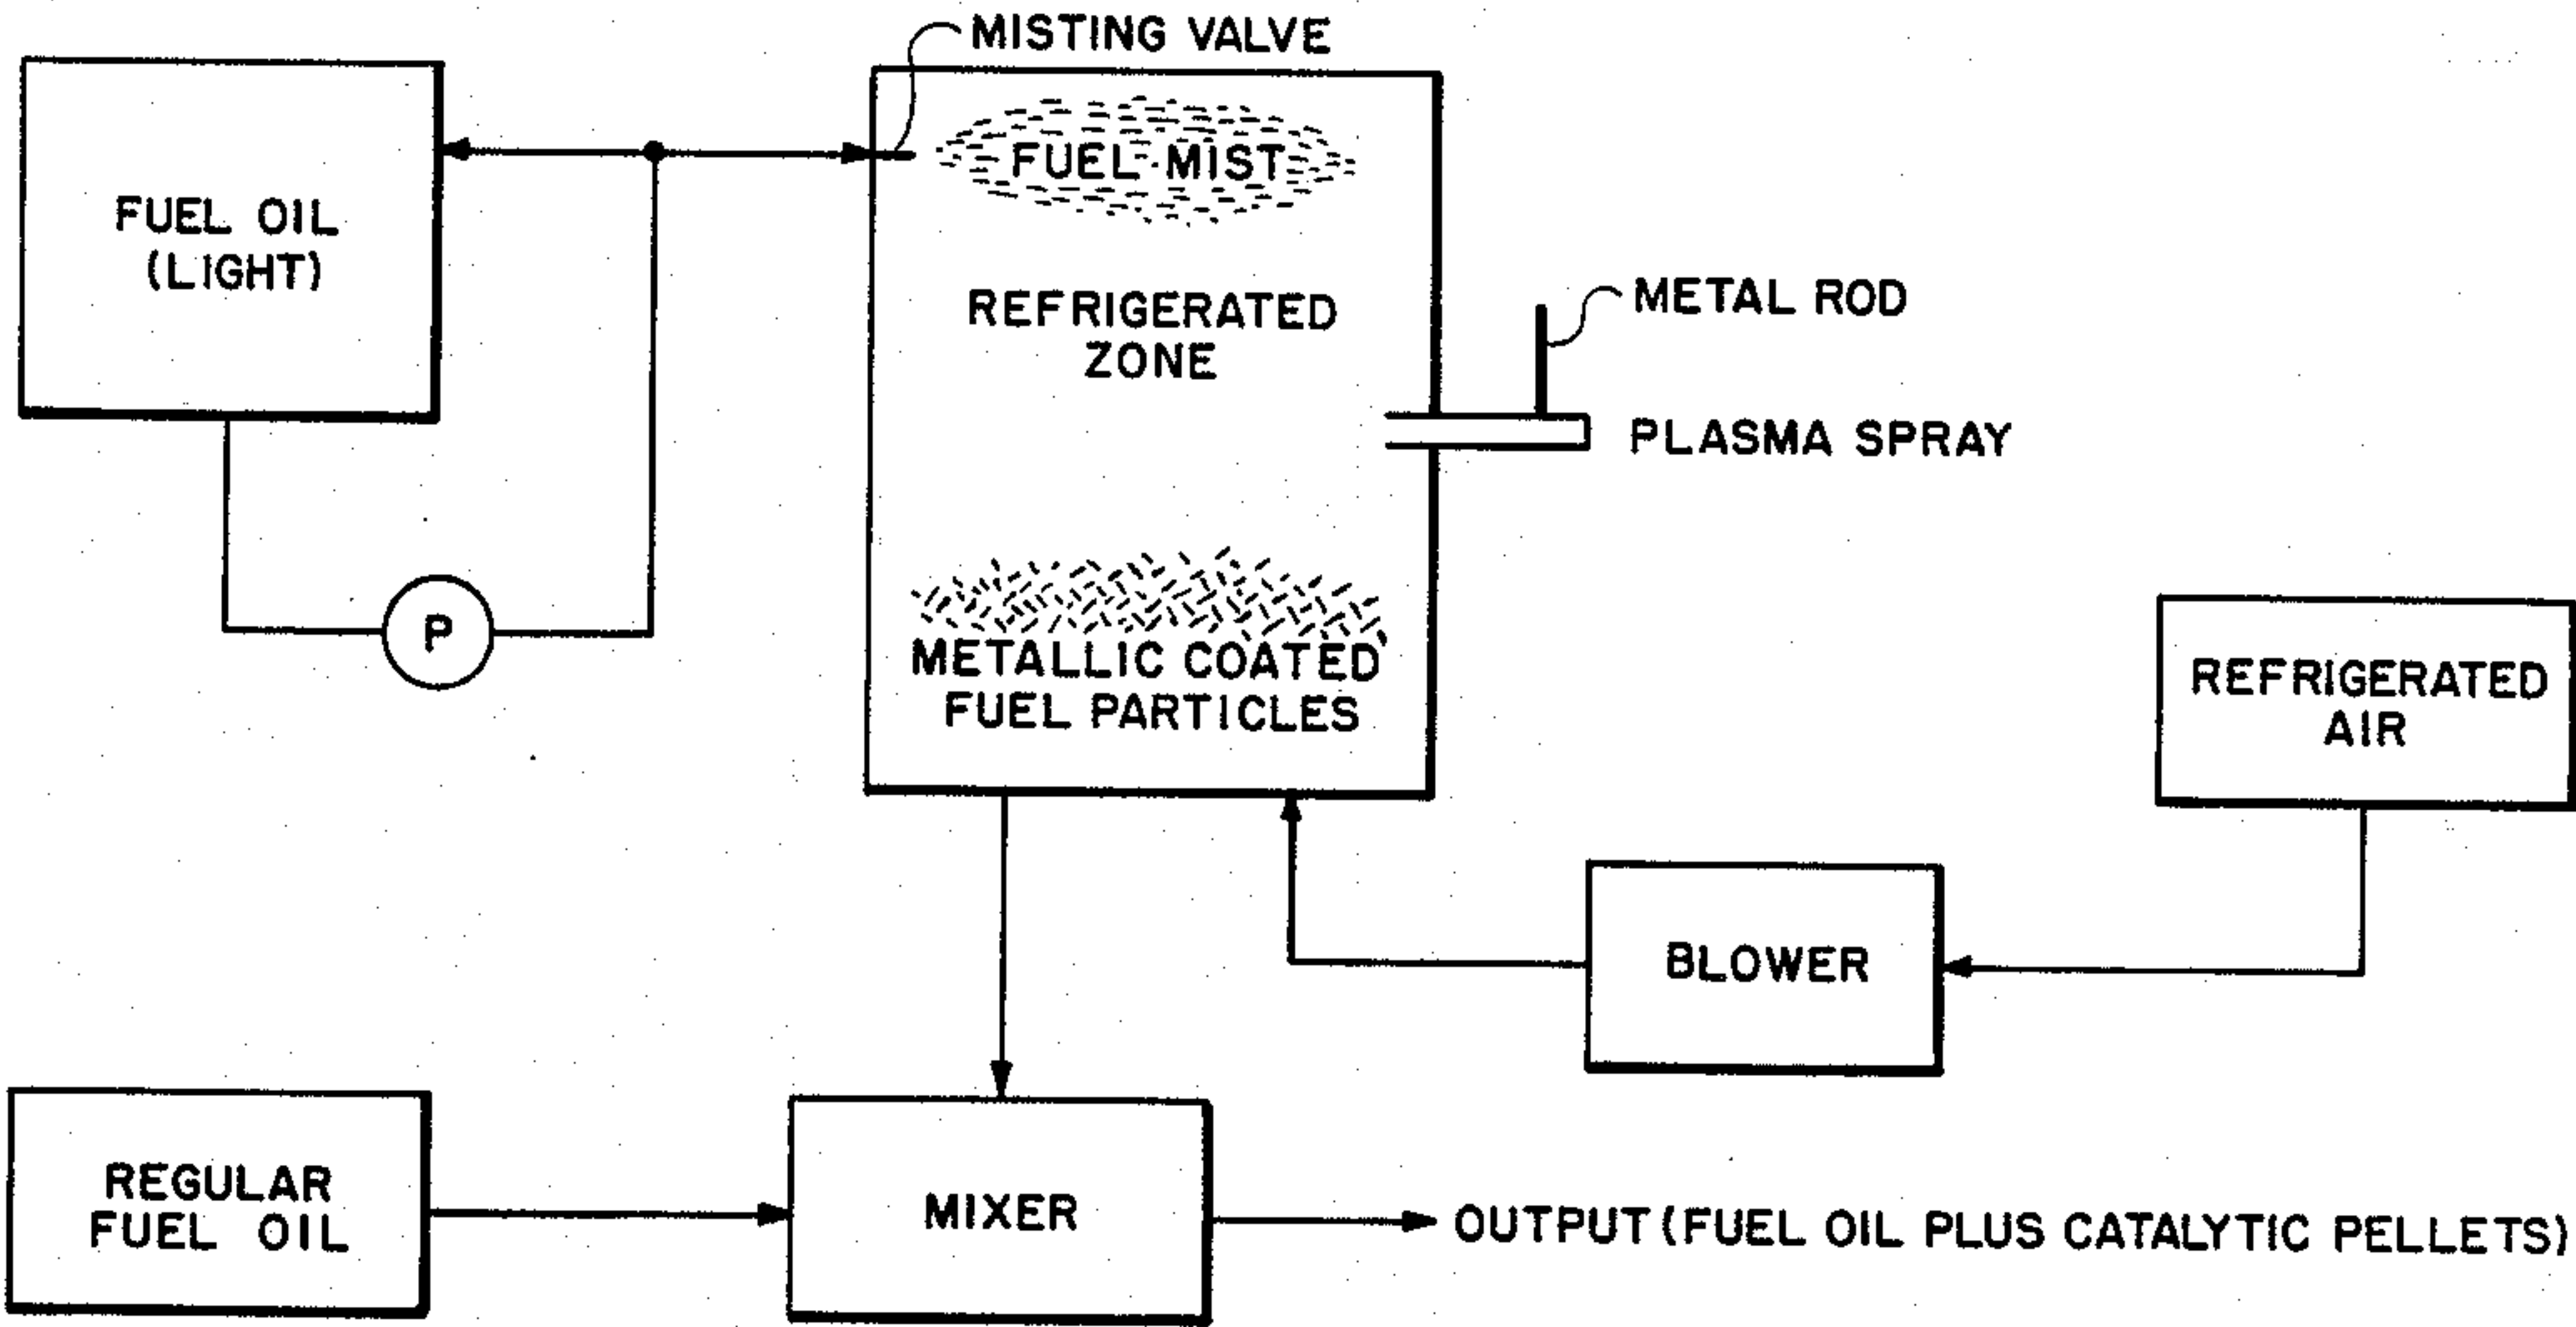 MISTING VALVE
FUEL OIL
(LIGHT)
FUEL MIST
REFRIGERATED
ZONE
METAL ROD
PLASMA SPRAY
P
METALLIC COATED
FUEL PARTICLES
REFRIGERATED
AIR
BLOWER
REGULAR
FUEL OIL
MIXER
OUTPUT (FUEL OIL PLUS CATALYTIC PELLETS)